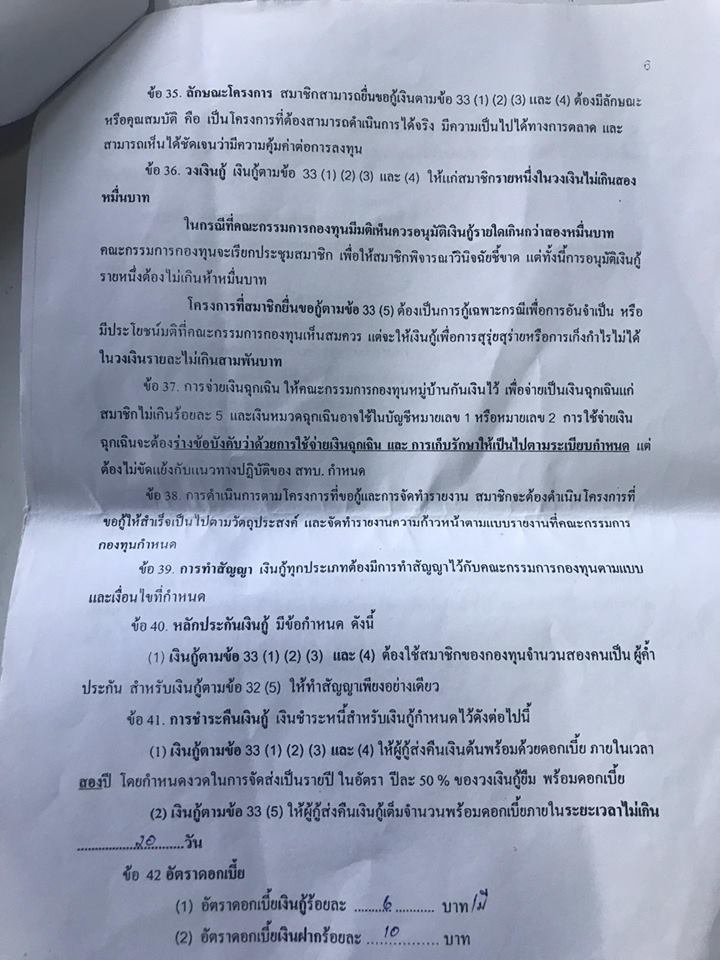 6
ข้อ 35. ลักษณะโครงการ สมาชิกสามารถยื่นขอกู้เงินตามข้อ 33 (1) (2) (3) และ (4) ต้องมีลักษณะ
หรือคุณสมบัติ คือ เป็นโครงการที่ต้องสามารถดำเนินการได้จริง มีความเป็นไปได้ทางการตลาด และ
สามารถเห็นได้ชัดเจนว่ามีความคุ้มค่าต่อการลงทุน
ข้อ 36. วงเงินกู้ เงินกู้ตามข้อ 33 (1) (2) (3) และ (4) ให้แก่สมาชิกรายหนึ่งในวงเงินไม่เกินสอง
หมื่นบาท
ในกรณีที่คณะกรรมการกองทุนมีมติเห็นควรอนุมัติเงินกู้รายใดเกินกว่าสองหมื่นบาท
คณะกรรมการกองทุนจะเรียกประชุมสมาชิก เพื่อให้สมาชิกพิจารณาวินิจฉัยชี้ขาด แต่ทั้งนี้การอนุมัติเงินกู้
รายหนึ่งต้องไม่เกินห้าหมื่นบาท
โครงการที่สมาชิกยื่นขอกู้ตามข้อ 33 (5) ต้องเป็นการกู้เฉพาะกรณีเพื่อการอันจำเป็น หรือ
มีประโยชน์มติที่คณะกรรมการกองทุนเห็นสมควร แต่จะให้เงินกู้เพื่อการสุรุ่ยสุร่ายหรือการเก็งกำไรไม่ได้
ในวงเงินรายละไม่เกินสามพันบาท
ข้อ 37. การจ่ายเงินฉุกเฉิน ให้คณะกรรมการกองทุนหมู่บ้านกันเงินไว้ เพื่อจ่ายเป็นเงินฉุกเฉินแก่
สมาชิกไม่เกินร้อยละ 5 และเงินหมวดฉุกเฉินอาจใช้ในบัญชีหมายเลข 1 หรือหมายเลข 2 การใช้จ่ายเงิน
ฉุกเฉินจะต้องร่างข้อบังคับว่าด้วยการใช้จ่ายเงินฉุกเฉิน และ การเก็บรักษาให้เป็นไปตามระเบียบกำหนด แต่
ต้องไม่ขัดแย้งกับแนวทางปฏิบัติของ สทบ. กำหนด
ข้อ 38. การดำเนินการตามโครงการที่ขอกู้และการจัดทำรายงาน สมาชิกจะต้องดำเนินโครงการที่
ขอกู้ให้สำเร็จเป็นไปตามวัตถุประสงค์ และจัดทำรายงานความก้าวหน้าตามแบบรายงานที่คณะกรรมการ
กองทุนกำหนด
ข้อ 39. การทำสัญญา เงินกู้ทุกประเภทต้องมีการทำสัญญาไว้กับคณะกรรมการกองทุนตามแบบ
และเงื่อนไขที่กำหนด
ข้อ 40. หลักประกันเงินกู้ มีข้อกำหนด ดังนี้
(1) เงินกู้ตามข้อ 33 (1) (2) (3) และ (4) ต้องใช้สมาชิกของกองทุนจำนวนสองคนเป็น ผู้ค้ำ
ประกัน สำหรับเงินกู้ตามข้อ 32 (5) ให้ทำสัญญาเพียงอย่างเดียว
ข้อ 41. การชำระคืนเงินกู้ เงินชำระหนี้สำหรับเงินกู้กำหนดไว้ดังต่อไปนี้
(1) เงินกู้ตามข้อ 33 (1) (2) (3) และ (4) ให้ผู้กู้ส่งคืนเงินต้นพร้อมด้วยดอกเบี้ย ภายในเวลา
สองปี โดยกำหนดงวดในการจัดส่งเป็นรายปี ในอัตรา ปีละ 50 % ของวงเงินกู้ยืม พร้อมดอกเบี้ย
(2) เงินกู้ตามข้อ 33 (5) ให้ผู้กู้ส่งคืนเงินกู้เต็มจำนวนพร้อมดอกเบี้ยภายในระยะเวลาไม่เกิน
............20..........วัน
ข้อ 42 อัตราดอกเบี้ย
(1) อัตราดอกเบี้ยเงินกู้ร้อยละ ........6.......... บาท/ปี
(2) อัตราดอกเบี้ยเงินฝากร้อยละ ....10............ บาท